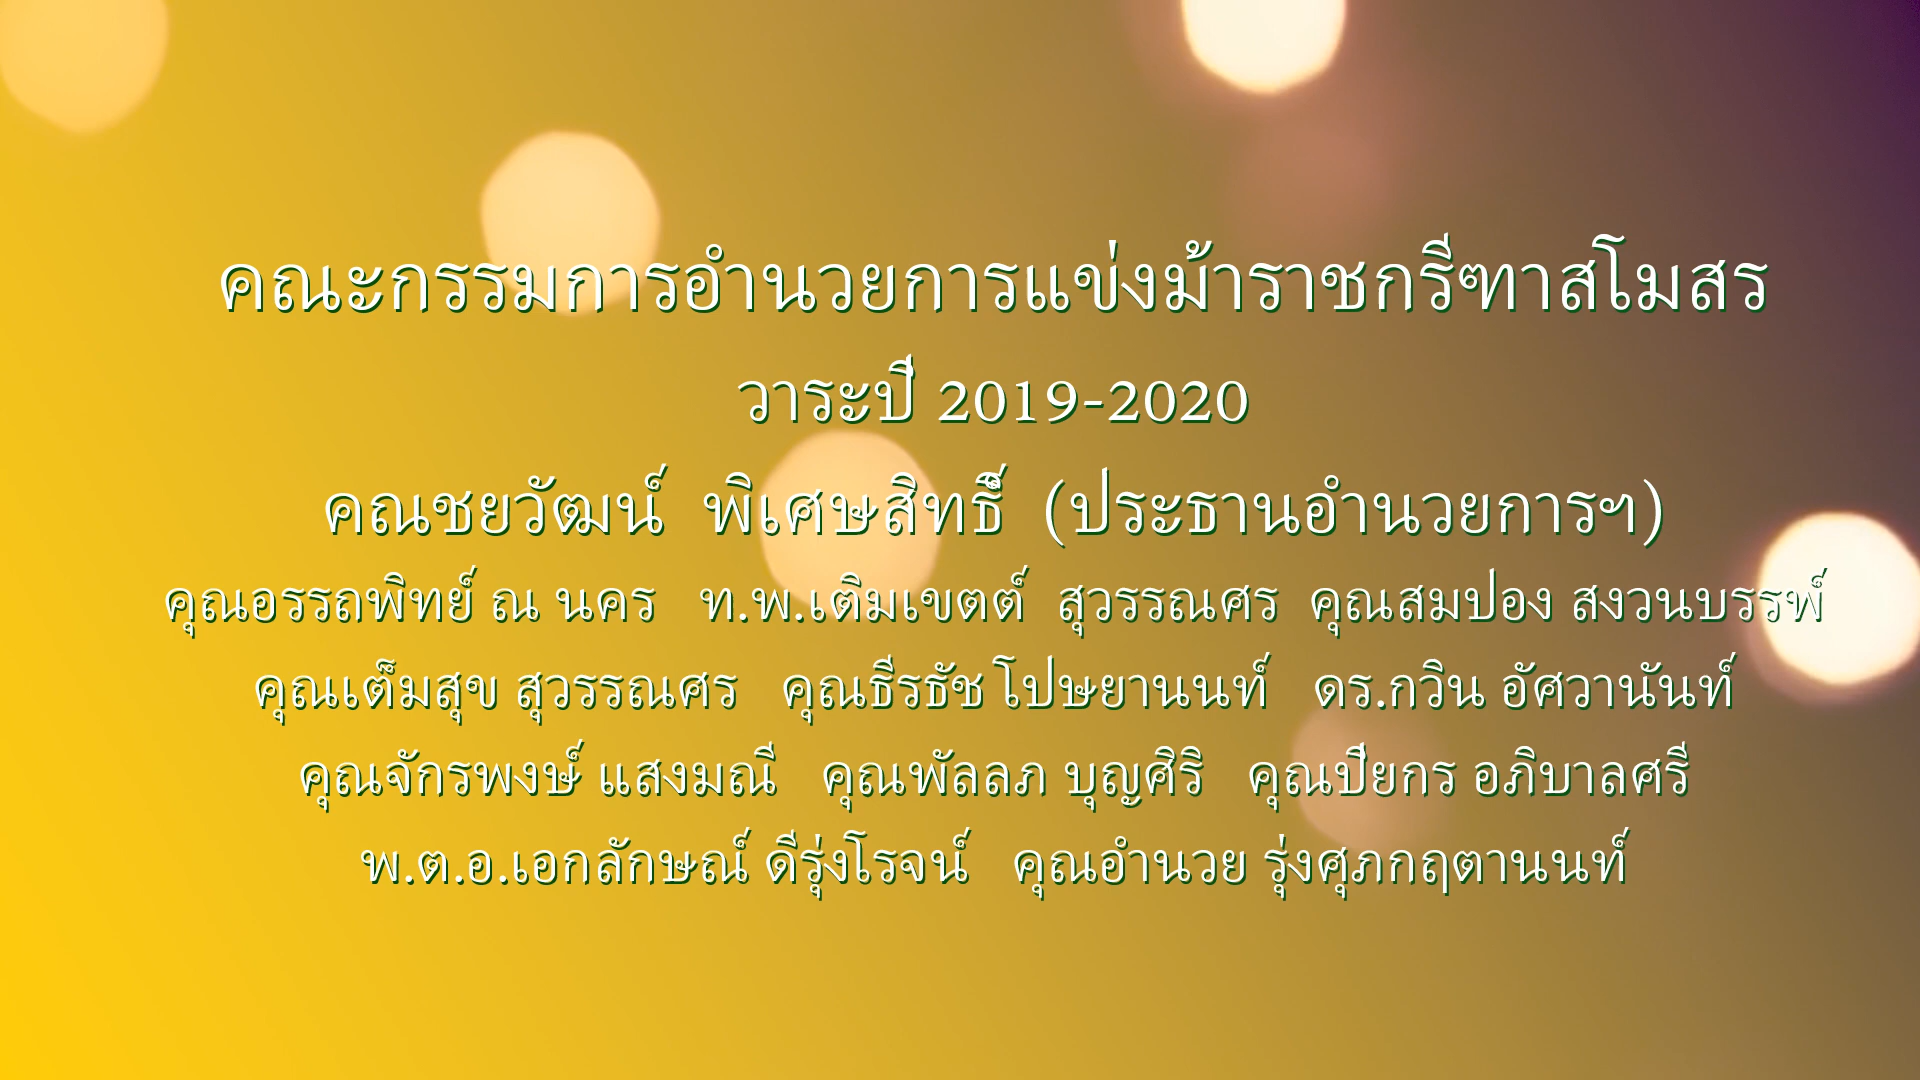 คณะกรรมการอำนวยการแข่งม้าราชกรีฑาสโมสร
วาระปี 2019-2020
คณชยวัฒน์ พิเศษสิทธิ์ (ประธานอำนวยการฯ)
คุณอรรถพิทย์ ณ นคร ท.พ.เติมเขตต์ สุวรรณศร คุณสมปอง สงวนบรรพ์
คุณเต็มสุข สุวรรณศร คุณธีรธัช โปษยานนท์ ดร.กวิน อัศวานันท์
คุณจักรพงษ์ แสงมณี คุณพัลลภ บุญศิริ คุณปิยกร อภิบาลศรี
พ.ต.อ.เอกลักษณ์ ดีรุ่งโรจน์ คุณอำนวย รุ่งศุภกฤตานนท์